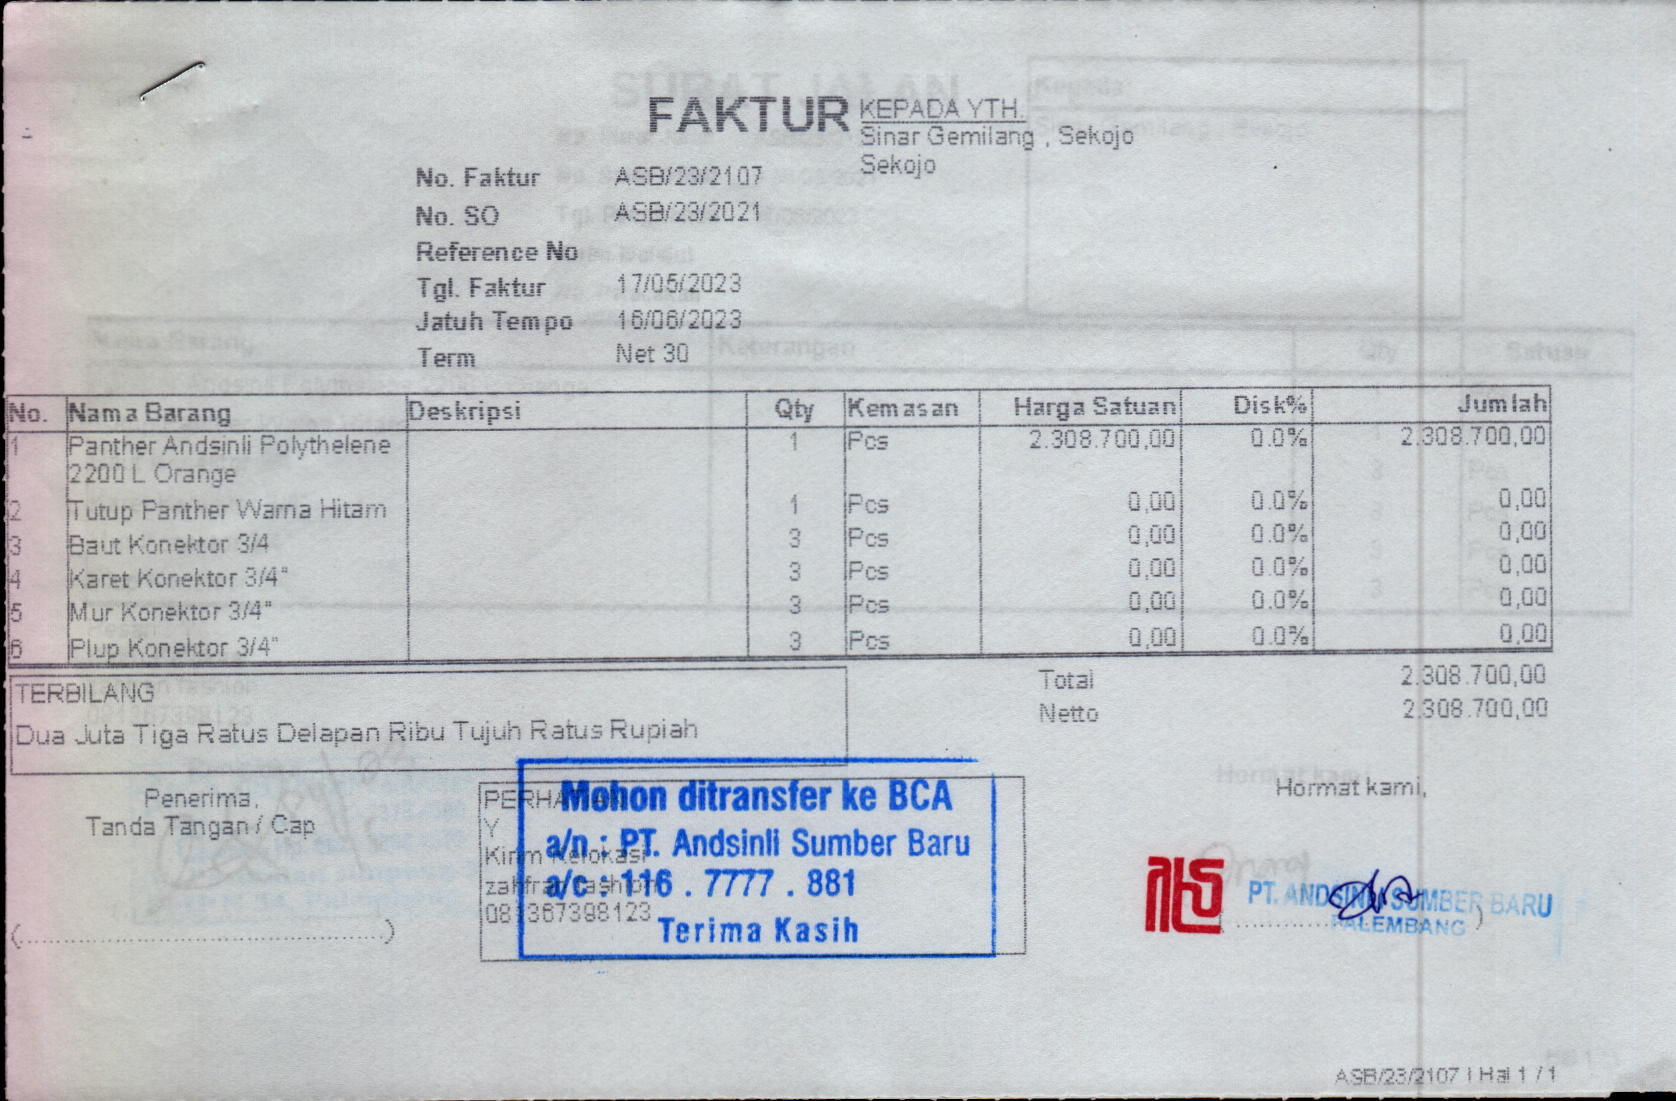 FAKTUR
KEPADA YTH.
Sinar Gemilang , Sekojo
Sekojo
No. Faktur ASB/23/2107
No. SO ASB/23/2021
Reference No
Tgl. Faktur 17/05/2023
Jatuh Tempo 16/06/2023
Term Net 30
No. Nama Barang Deskripsi Qty Kemasan Harga Satuan Disk% Jumlah
1 Panther Andsinli Polythelene 1 Pcs 2.308.700,00 0.0% 2.308.700,00
2200 L Orange
2 Tutup Panther Warna Hitam 1 Pcs 0,00 0.0% 0,00
3 Baut Konektor 3/4 3 Pcs 0,00 0.0% 0,00
4 Karet Konektor 3/4" 3 Pcs 0,00 0.0% 0,00
5 Mur Konektor 3/4" 3 Pcs 0,00 0.0% 0,00
6 Plup Konektor 3/4" 3 Pcs 0,00 0.0% 0,00
Total 2.308.700,00
Netto 2.308.700,00
TERBILANG
Dua Juta Tiga Ratus Delapan Ribu Tujuh Ratus Rupiah
Penerima,
Tanda Tangan / Cap
Y
Kirim Kelokasi
081367398123
Mohon ditransfer ke BCA
a/n : PT. Andsinli Sumber Baru
a/c : 116 . 7777 . 881
Terima Kasih
Hormat kami,
PT. ANDSINLI SUMBER BARU
PALEMBANG
ASB/23/2107 | Hal 1 / 1